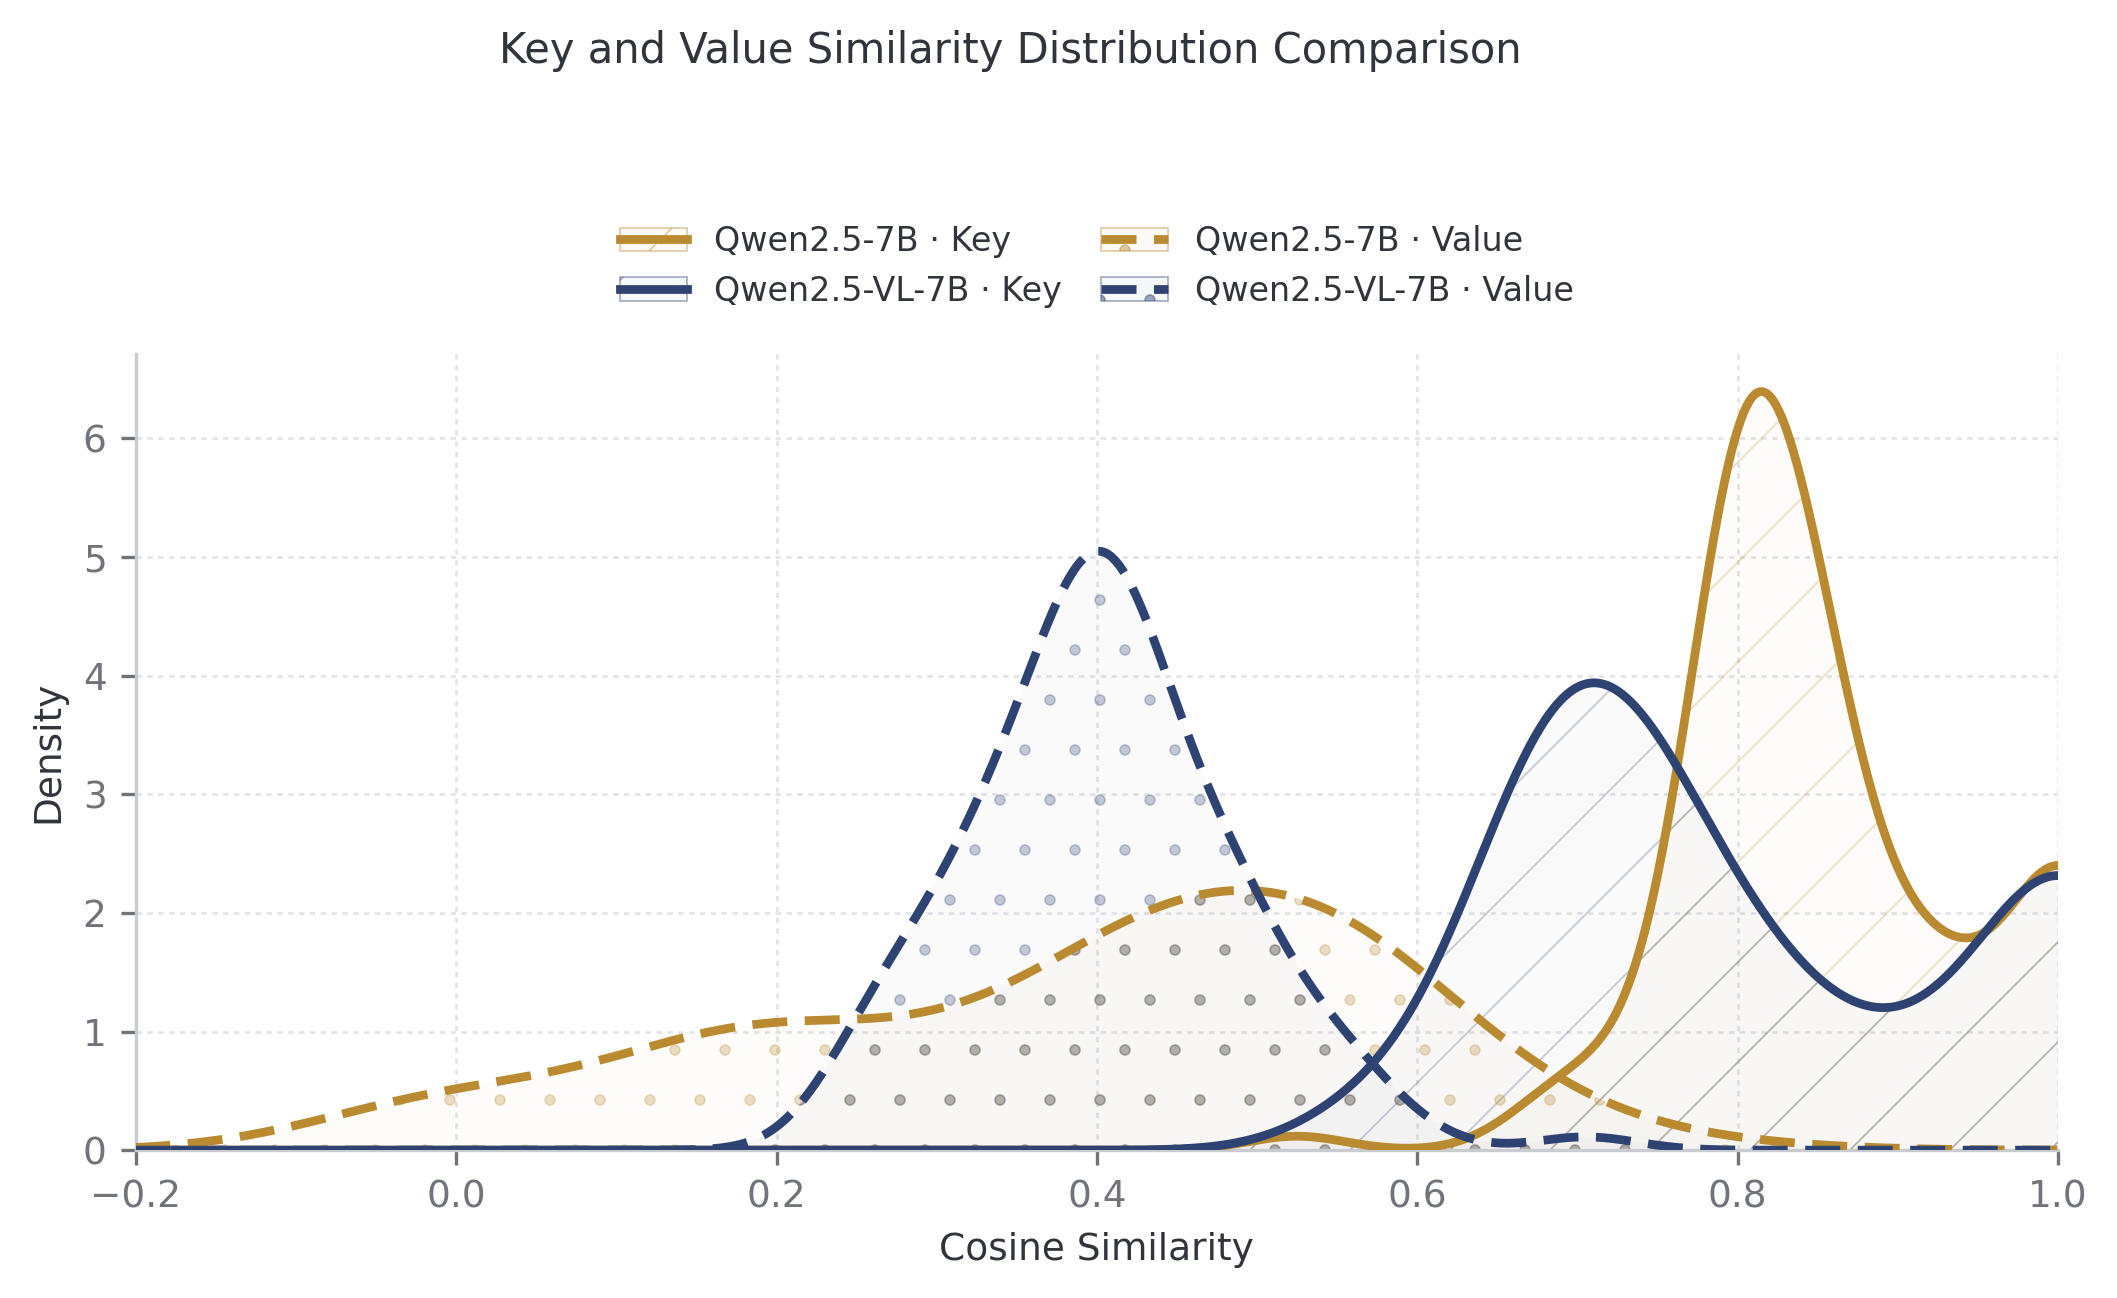 Key and Value Similarity Distribution Comparison
Qwen2.5-7B · Key
Qwen2.5-VL-7B · Key
Qwen2.5-7B · Value
Qwen2.5-VL-7B · Value
Density
6
5
4
3
2
1
0
−0.2
0.0
0.2
0.4
0.6
0.8
1.0
Cosine Similarity